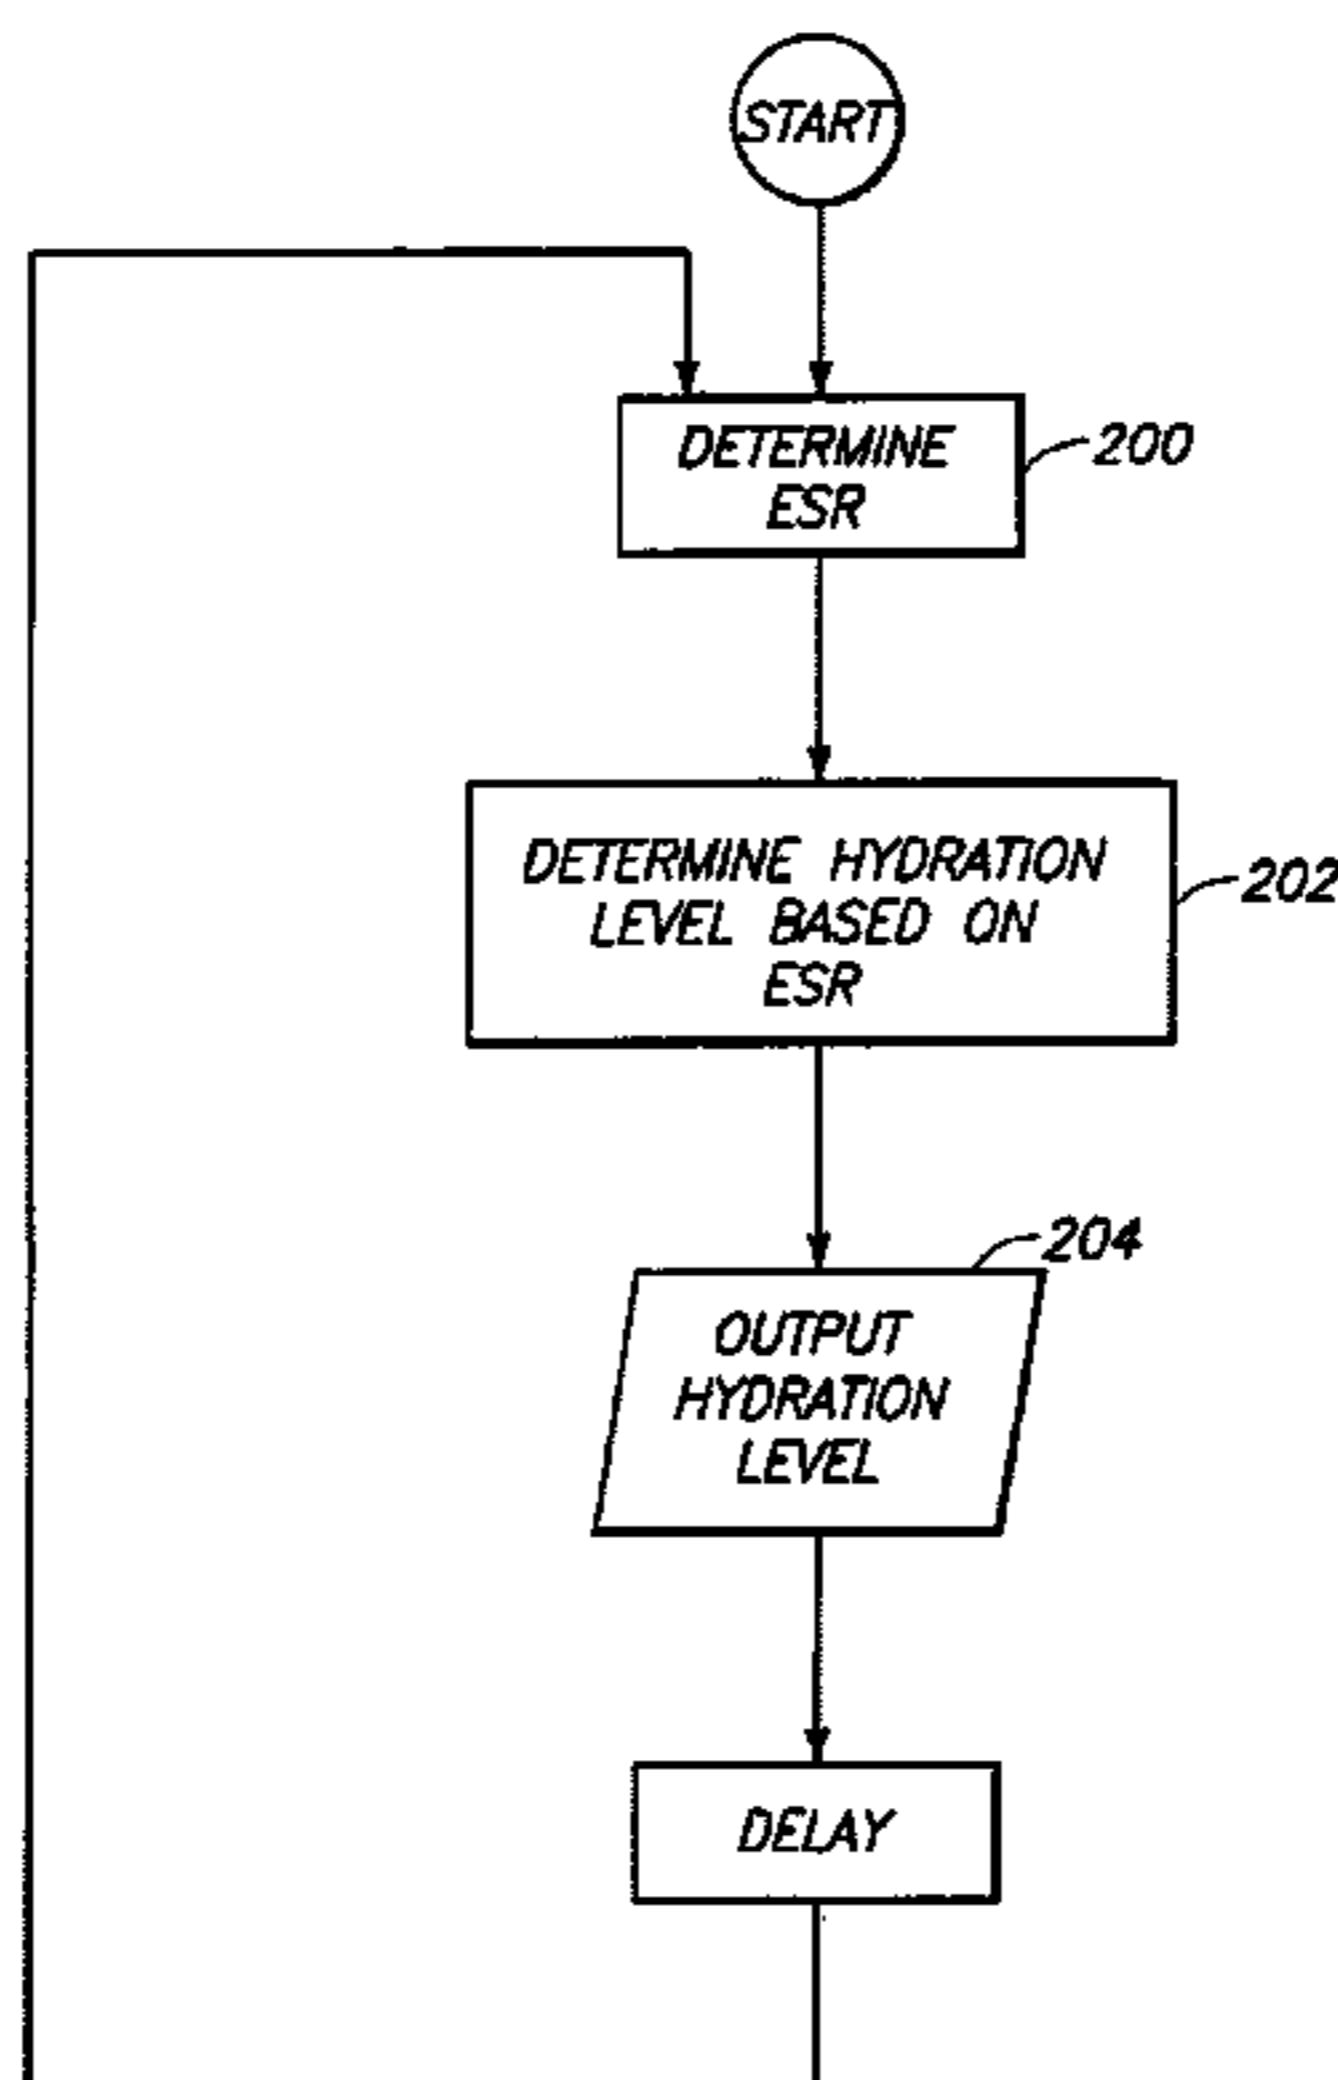 START
DETERMINE
ESR
200
DETERMINE HYDRATION
LEVEL BASED ON
ESR
202
204
OUTPUT
HYDRATION
LEVEL
DELAY